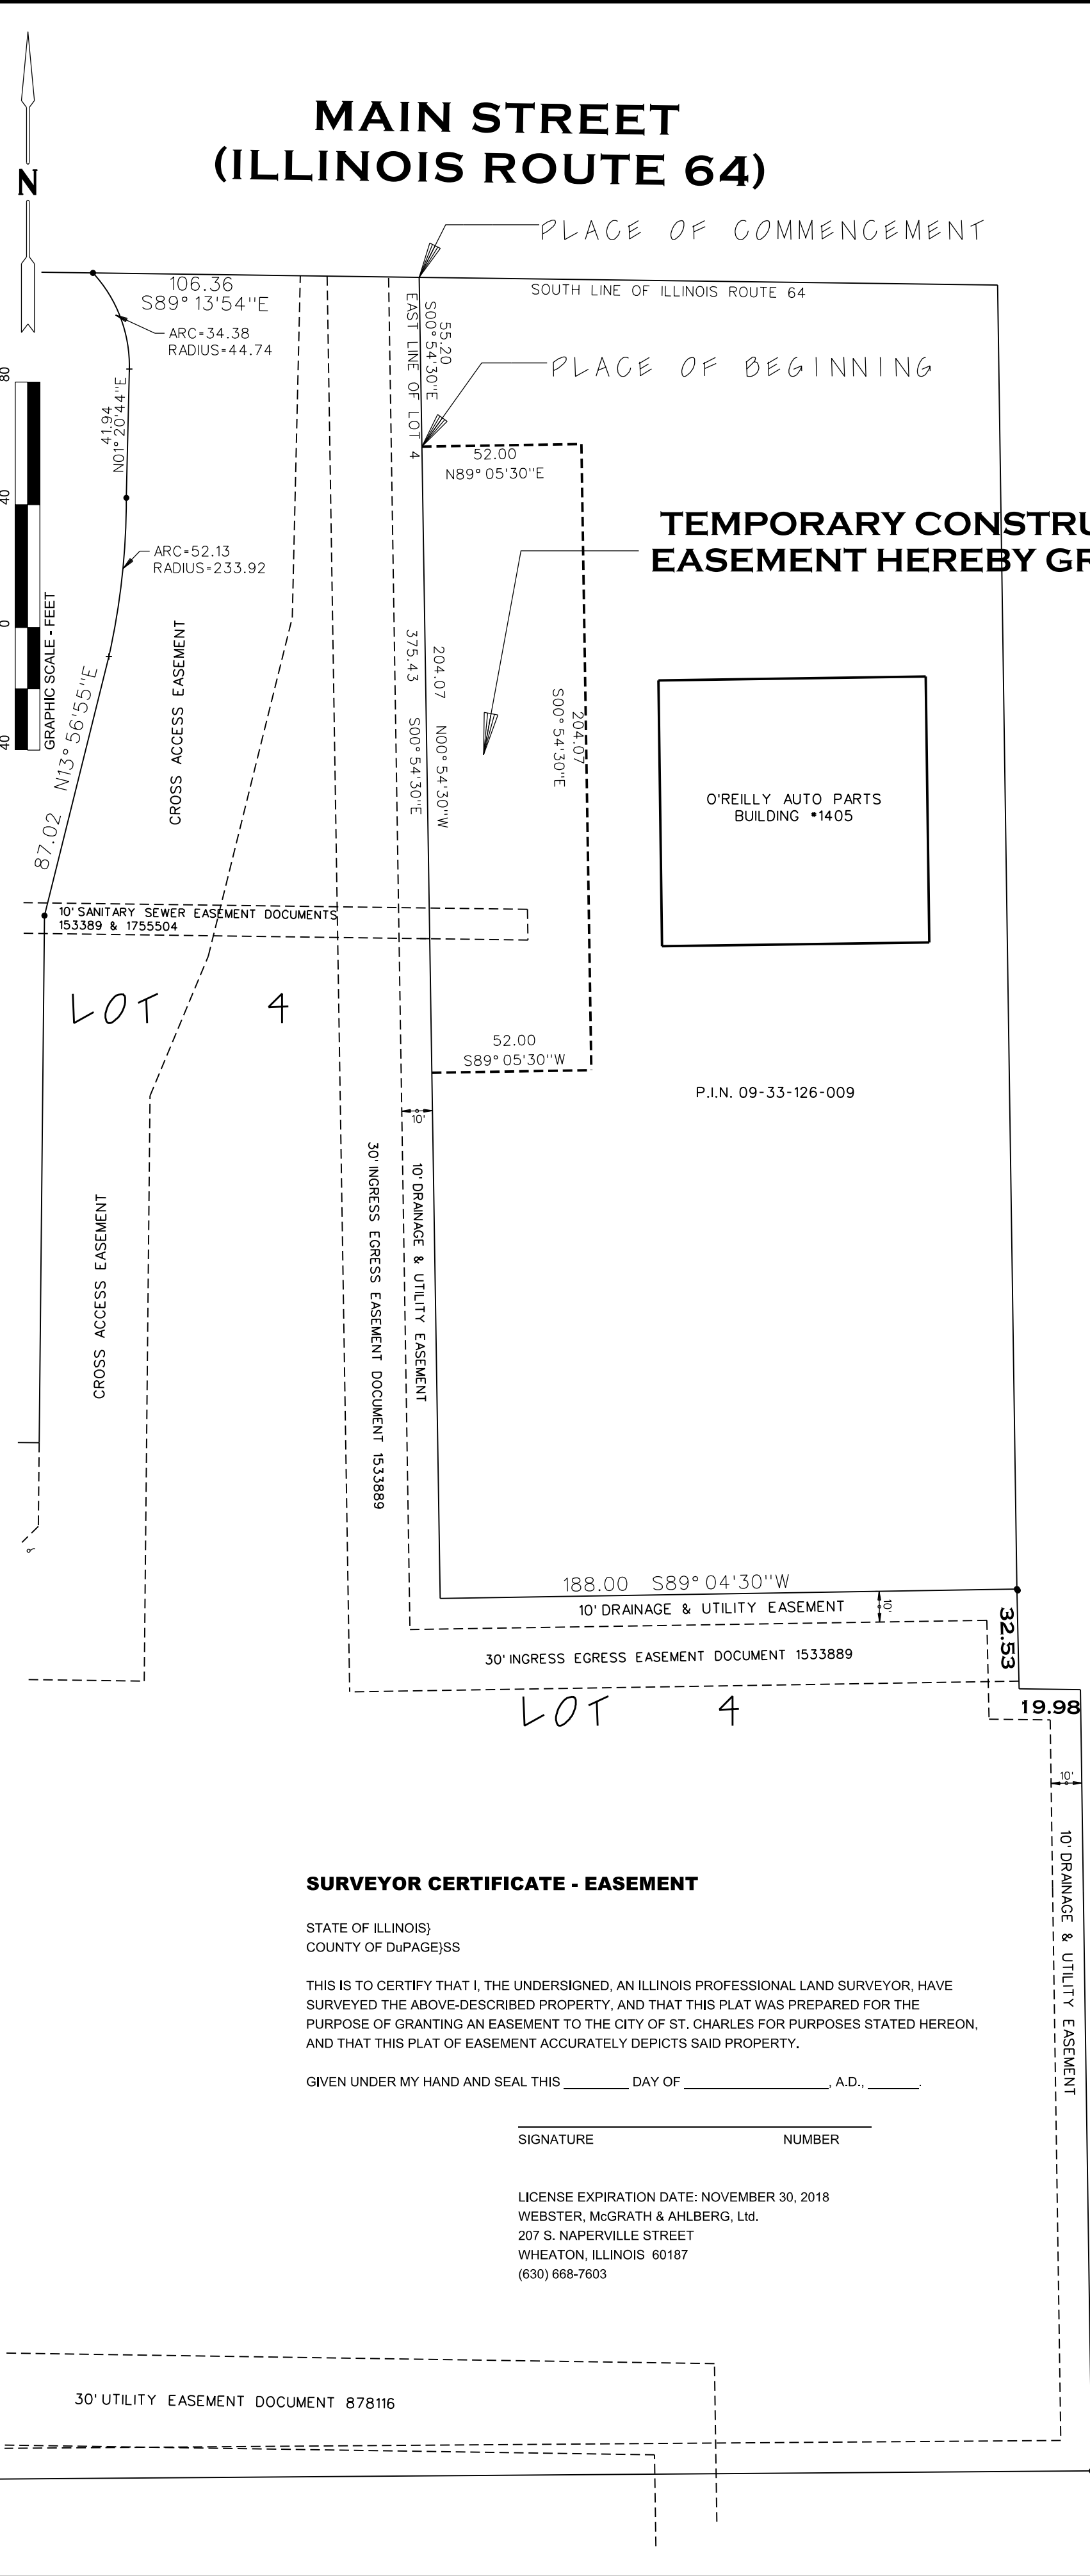 MAIN STREET
(ILLINOIS ROUTE 64)
N
PLACE OF COMMENCEMENT
106.36
S89°13'54"E
SOUTH LINE OF ILLINOIS ROUTE 64
ARC=34.38
RADIUS=44.74
EAST LINE OF LOT 4
S00°54'30"E
55.20
PLACE OF BEGINNING
80
40
0
40
GRAPHIC SCALE - FEET
41.94
N01°20'44"E
52.00
N89°05'30"E
TEMPORARY CONSTRU
EASEMENT HEREBY GR
ARC=52.13
RADIUS=233.92
CROSS ACCESS EASEMENT
87.02 N13°56'55"E
375.43 S00°54'30"E
204.07 N00°54'30"W
204.07
S00°54'30"E
O'REILLY AUTO PARTS
BUILDING #1405
10' SANITARY SEWER EASEMENT DOCUMENTS
153389 & 1755504
LOT 4
52.00
S89°05'30"W
P.I.N. 09-33-126-009
10'
CROSS ACCESS EASEMENT
30' INGRESS EGRESS EASEMENT DOCUMENT 1533889
10' DRAINAGE & UTILITY EASEMENT
188.00 S89°04'30"W
10' DRAINAGE & UTILITY EASEMENT
10'
30' INGRESS EGRESS EASEMENT DOCUMENT 1533889
32.53
LOT 4
19.98
10'
10' DRAINAGE & UTILITY EASEMENT
SURVEYOR CERTIFICATE - EASEMENT
STATE OF ILLINOIS}
COUNTY OF DuPAGE}SS
THIS IS TO CERTIFY THAT I, THE UNDERSIGNED, AN ILLINOIS PROFESSIONAL LAND SURVEYOR, HAVE
SURVEYED THE ABOVE-DESCRIBED PROPERTY, AND THAT THIS PLAT WAS PREPARED FOR THE
PURPOSE OF GRANTING AN EASEMENT TO THE CITY OF ST. CHARLES FOR PURPOSES STATED HEREON,
AND THAT THIS PLAT OF EASEMENT ACCURATELY DEPICTS SAID PROPERTY.
GIVEN UNDER MY HAND AND SEAL THIS ________ DAY OF __________________, A.D., ______.
SIGNATURE NUMBER
LICENSE EXPIRATION DATE: NOVEMBER 30, 2018
WEBSTER, McGRATH & AHLBERG, Ltd.
207 S. NAPERVILLE STREET
WHEATON, ILLINOIS 60187
(630) 668-7603
30' UTILITY EASEMENT DOCUMENT 878116